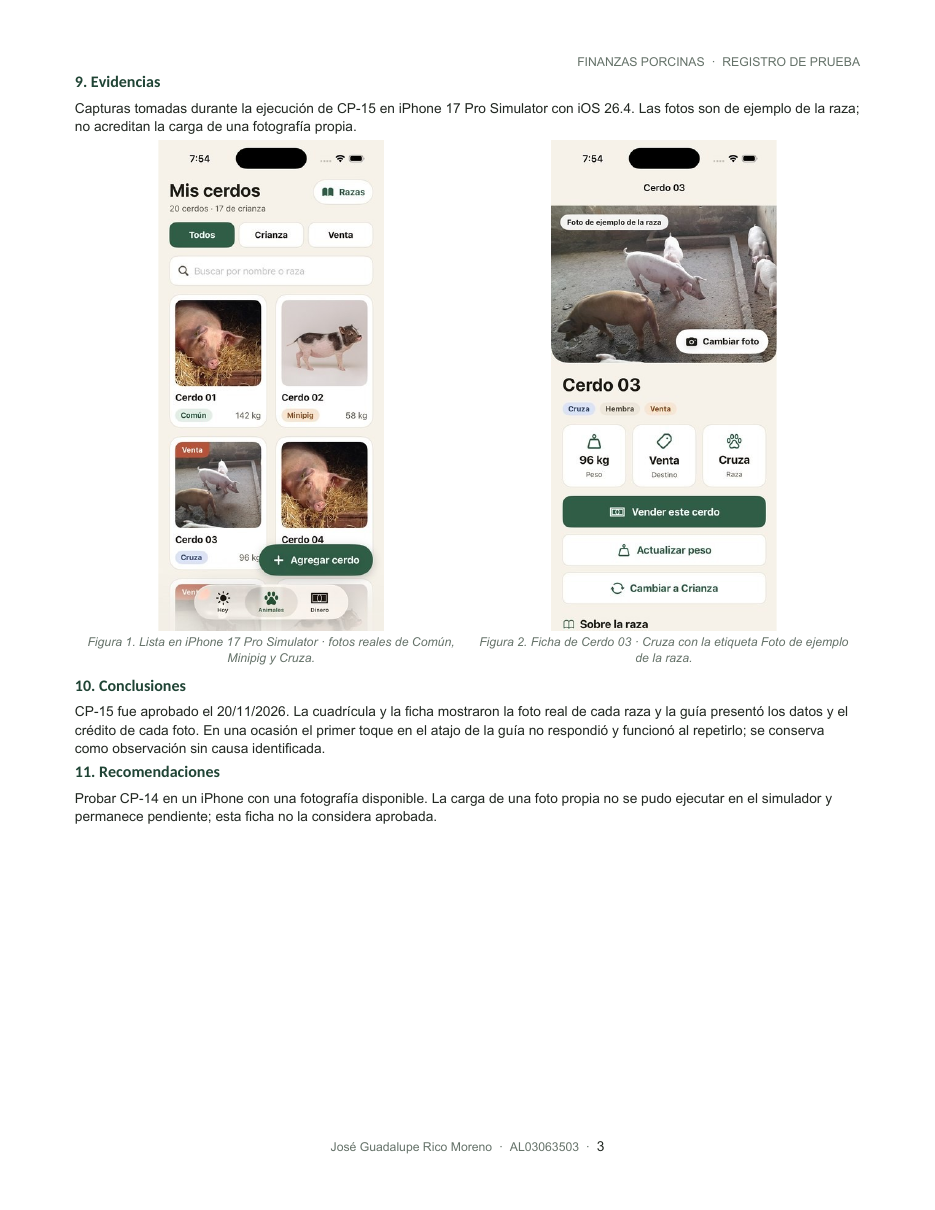 FINANZAS PORCINAS · REGISTRO DE PRUEBA
9. Evidencias
Capturas tomadas durante la ejecución de CP-15 en iPhone 17 Pro Simulator con iOS 26.4. Las fotos son de ejemplo de la raza;
no acreditan la carga de una fotografía propia.
7:54
Mis cerdos
Razas
20 cerdos · 17 de crianza
Todos
Crianza
Venta
Buscar por nombre o raza
Cerdo 01
Común
142 kg
Cerdo 02
Minipig
58 kg
Venta
Cerdo 03
Cruza
96 kg
Cerdo 04
+ Agregar cerdo
Venta
Hoy
Animales
Dinero
Figura 1. Lista en iPhone 17 Pro Simulator · fotos reales de Común,
Minipig y Cruza.
7:54
Cerdo 03
Foto de ejemplo de la raza
Cambiar foto
Cerdo 03
Cruza
Hembra
Venta
96 kg
Peso
Venta
Destino
Cruza
Raza
Vender este cerdo
Actualizar peso
Cambiar a Crianza
Sobre la raza
Figura 2. Ficha de Cerdo 03 · Cruza con la etiqueta Foto de ejemplo
de la raza.
10. Conclusiones
CP-15 fue aprobado el 20/11/2026. La cuadrícula y la ficha mostraron la foto real de cada raza y la guía presentó los datos y el
crédito de cada foto. En una ocasión el primer toque en el atajo de la guía no respondió y funcionó al repetirlo; se conserva
como observación sin causa identificada.
11. Recomendaciones
Probar CP-14 en un iPhone con una fotografía disponible. La carga de una foto propia no se pudo ejecutar en el simulador y
permanece pendiente; esta ficha no la considera aprobada.
José Guadalupe Rico Moreno · AL03063503 · 3